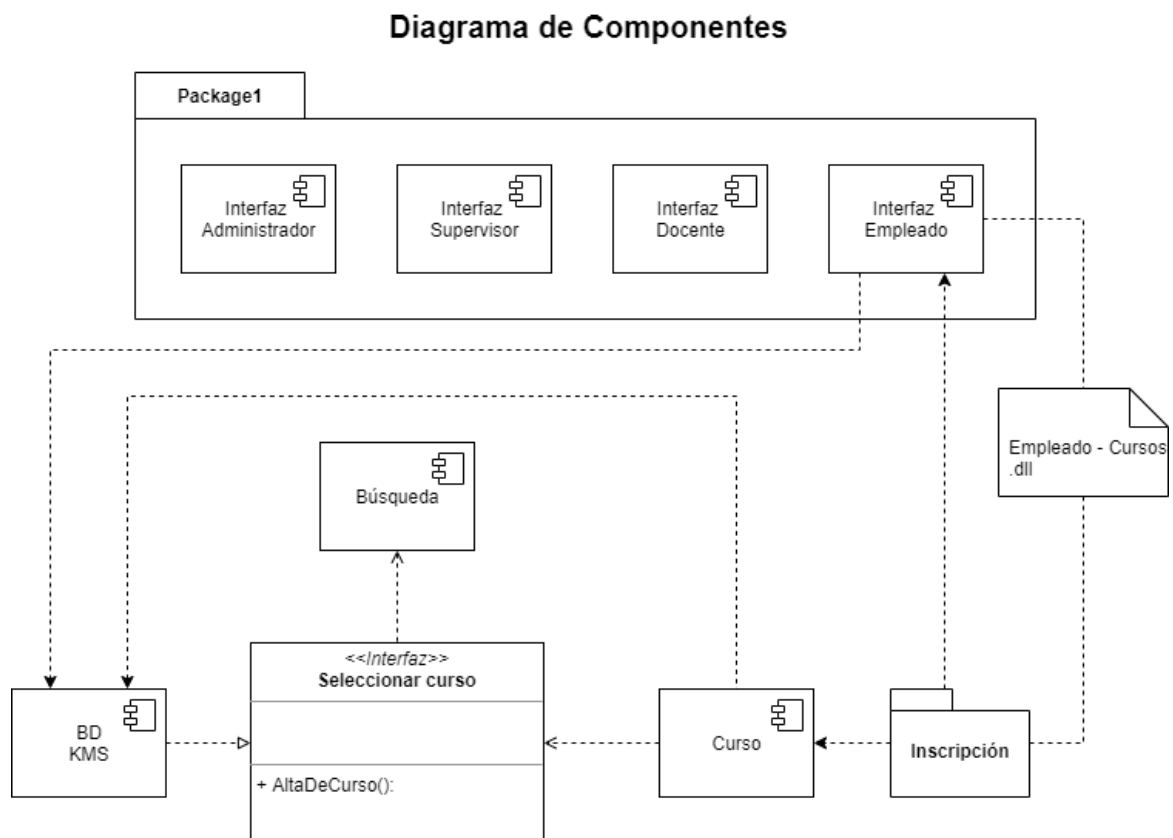 Diagrama de Componentes
Package1
Interfaz
Administrador
Interfaz
Supervisor
Interfaz
Docente
Interfaz
Empleado
Empleado - Cursos
.dll
Búsqueda
<<Interfaz>>
Seleccionar curso
+ AltaDeCurso():
BD
KMS
Curso
Inscripción